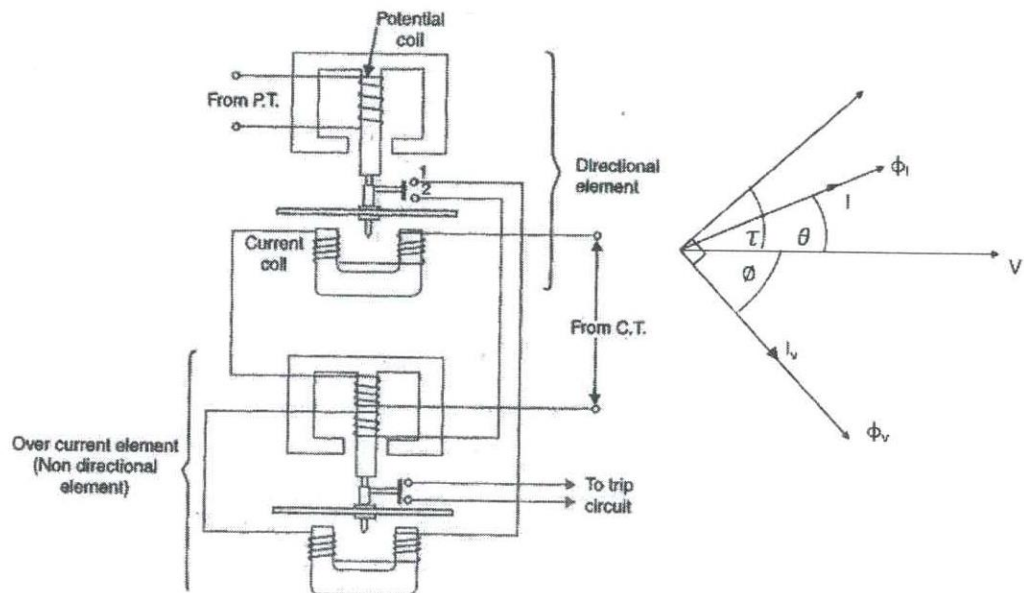 Potential
coil
From P.T.
1
2
Directional
element
Current
coil
From C.T.
Over current element
(Non directional
element)
To trip
circuit
ϕI
I
τ
θ
V
Ø
Iv
ϕv